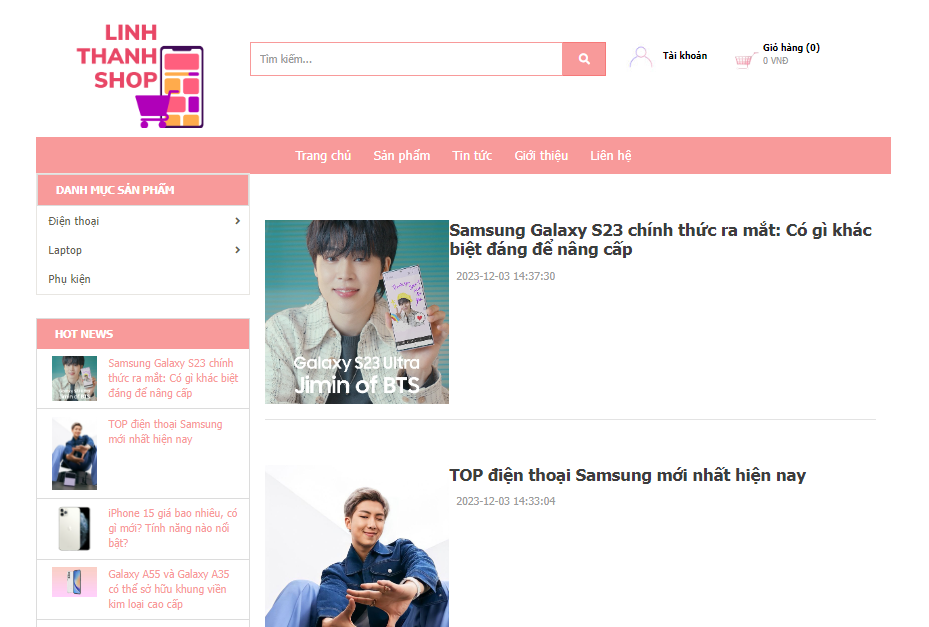 LINH
THANH
SHOP
Tìm kiếm...
Tài khoản
Giỏ hàng (0)
0 VNĐ
Trang chủ Sản phẩm Tin tức Giới thiệu Liên hệ
DANH MỤC SẢN PHẨM
Điện thoại
Laptop
Phụ kiện
HOT NEWS
Samsung Galaxy S23 chính
thức ra mắt: Có gì khác biệt
đáng để nâng cấp
TOP điện thoại Samsung
mới nhất hiện nay
iPhone 15 giá bao nhiêu, có
gì mới? Tính năng nào nổi
bật?
Galaxy A55 và Galaxy A35
có thể sở hữu khung viền
kim loại cao cấp
Samsung Galaxy S23 chính thức ra mắt: Có gì khác
biệt đáng để nâng cấp
2023-12-03 14:37:30
Galaxy S23 Ultra
Jimin of BTS
TOP điện thoại Samsung mới nhất hiện nay
2023-12-03 14:33:04